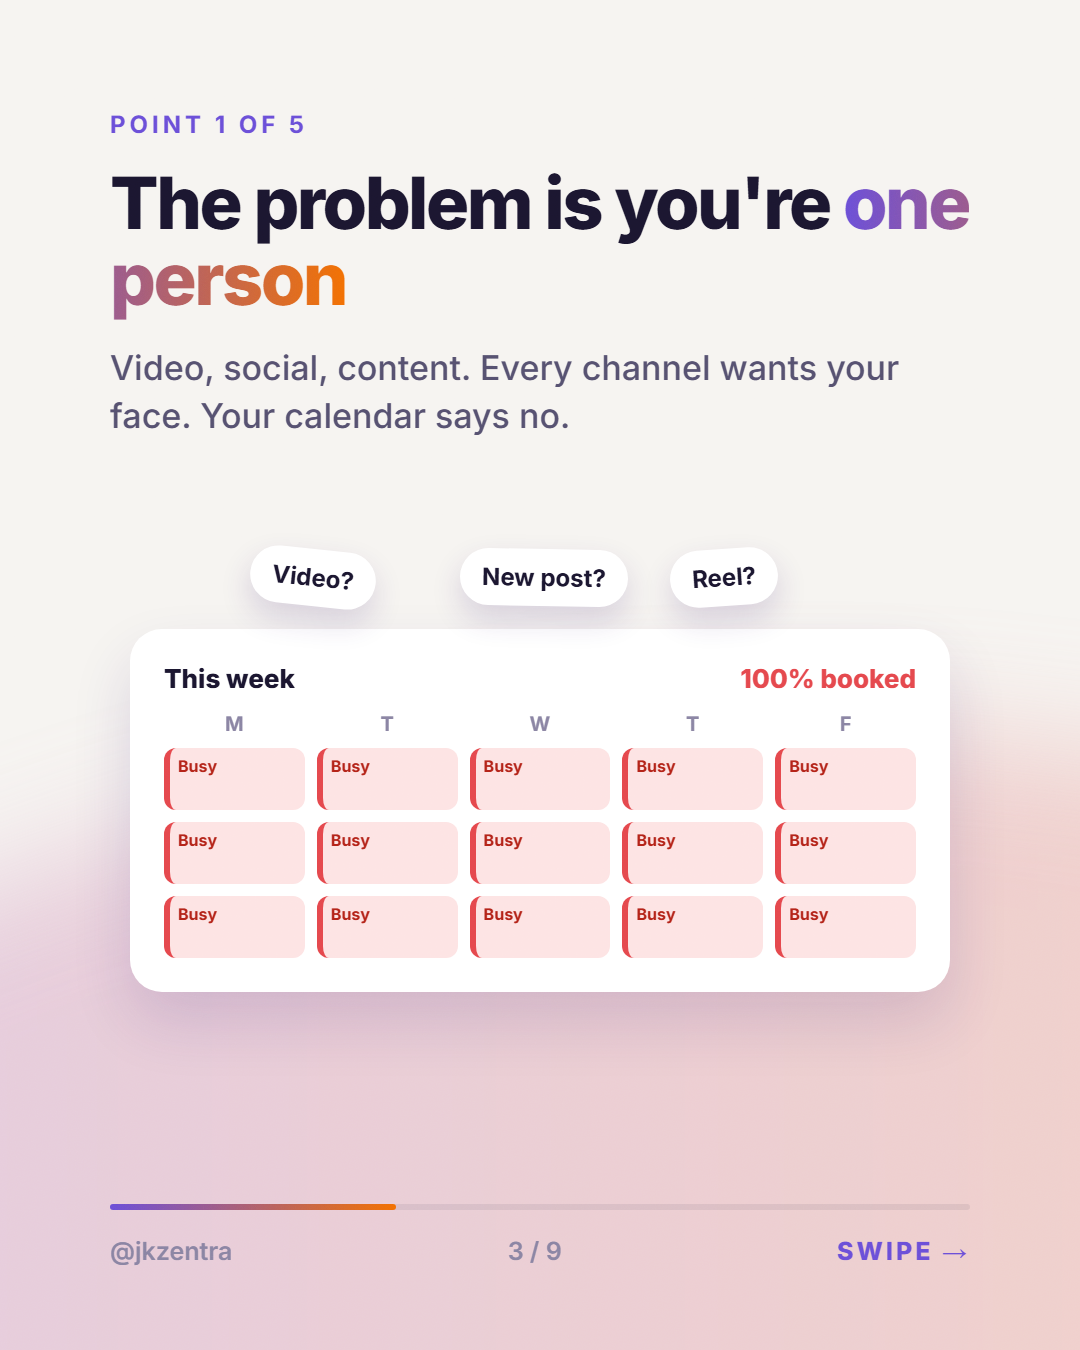 POINT 1 OF 5
The problem is you're one
person
Video, social, content. Every channel wants your
face. Your calendar says no.
Video?
New post?
Reel?
This week
100% booked
M T W T F
Busy Busy Busy Busy Busy
Busy Busy Busy Busy Busy
Busy Busy Busy Busy Busy
@jkzentra
3 / 9
SWIPE →